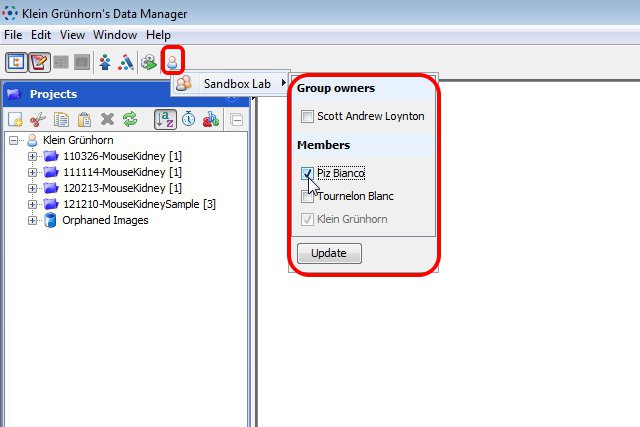 Klein Grünhorn's Data Manager
File Edit View Window Help
Sandbox Lab
Group owners
Scott Andrew Loynton
Members
Piz Bianco
Tournelon Blanc
Klein Grünhorn
Update
Projects
Klein Grünhorn
110326-MouseKidney [1]
111114-MouseKidney [1]
120213-MouseKidney [1]
121210-MouseKidneySample [3]
Orphaned Images